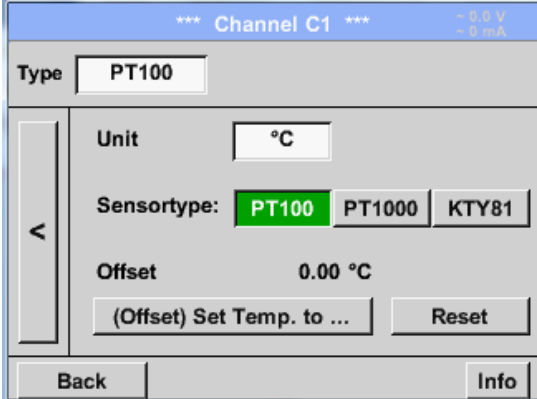 *** Channel C1 ***
~ 0.0 V
~ 0 mA
Type PT100
Unit °C
Sensortype: PT100 PT1000 KTY81
<
Offset 0.00 °C
(Offset) Set Temp. to ... Reset
Back Info